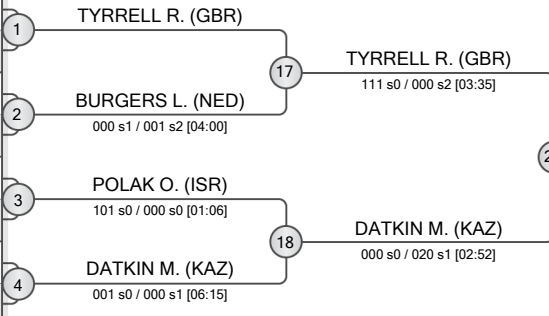 1
TYRRELL R. (GBR)
17
TYRRELL R. (GBR)
111 s0 / 000 s2 [03:35]
2
BURGERS L. (NED)
000 s1 / 001 s2 [04:00]
3
POLAK O. (ISR)
101 s0 / 000 s0 [01:06]
18
DATKIN M. (KAZ)
000 s0 / 020 s1 [02:52]
4
DATKIN M. (KAZ)
001 s0 / 000 s1 [06:15]